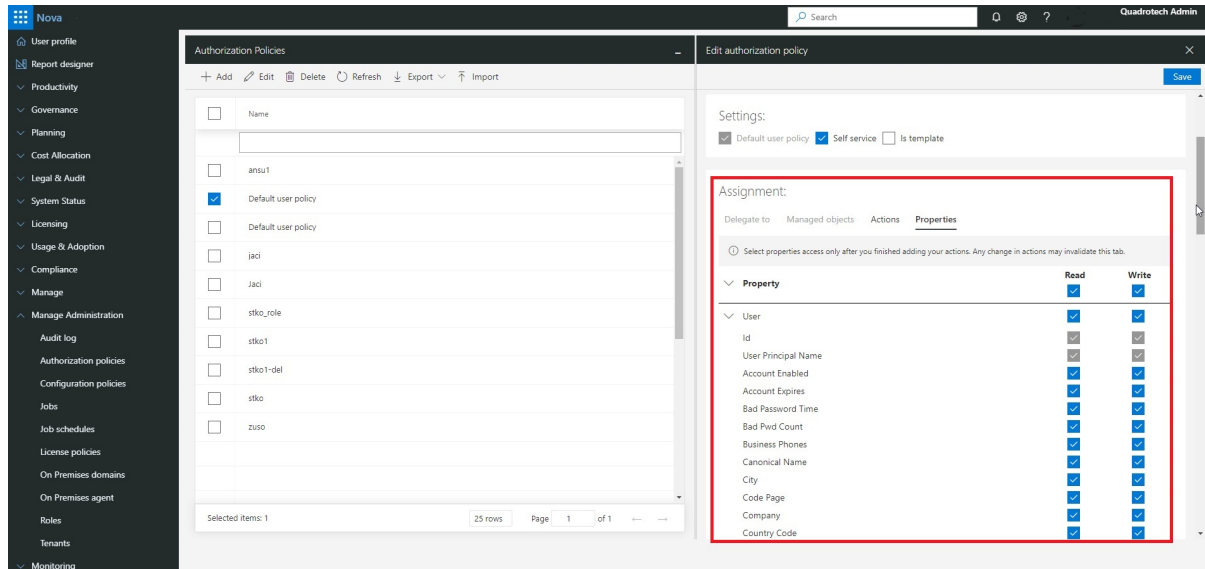 Nova
Search
?
Quadrotech Admin
User profile
Report designer
Productivity
Governance
Planning
Cost Allocation
Legal & Audit
System Status
Licensing
Usage & Adoption
Compliance
Manage
Manage Administration
Audit log
Authorization policies
Configuration policies
Jobs
Job schedules
License policies
On Premises domains
On Premises agent
Roles
Tenants
Monitoring
Authorization Policies
Add Edit Delete Refresh Export Import
Name
ansu1
Default user policy
Default user policy
jaci
Jaci
stko_role
stko1
stko1-del
stko
zuso
Selected items: 1 25 rows Page 1 of 1
Edit authorization policy
Save
Settings:
Default user policy Self service Is template
Assignment:
Delegate to Managed objects Actions Properties
Select properties access only after you finished adding your actions. Any change in actions may invalidate this tab.
Property Read Write
User
Id
User Principal Name
Account Enabled
Account Expires
Bad Password Time
Bad Pwd Count
Business Phones
Canonical Name
City
Code Page
Company
Country Code